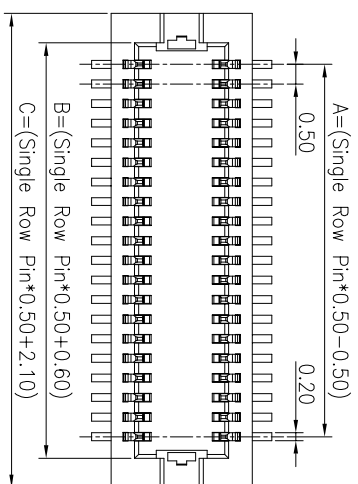 A=(Single Row Pin*0.50-0.50)
0.50
0.20
B=(Single Row Pin*0.50+0.60)
C=(Single Row Pin*0.50+2.10)